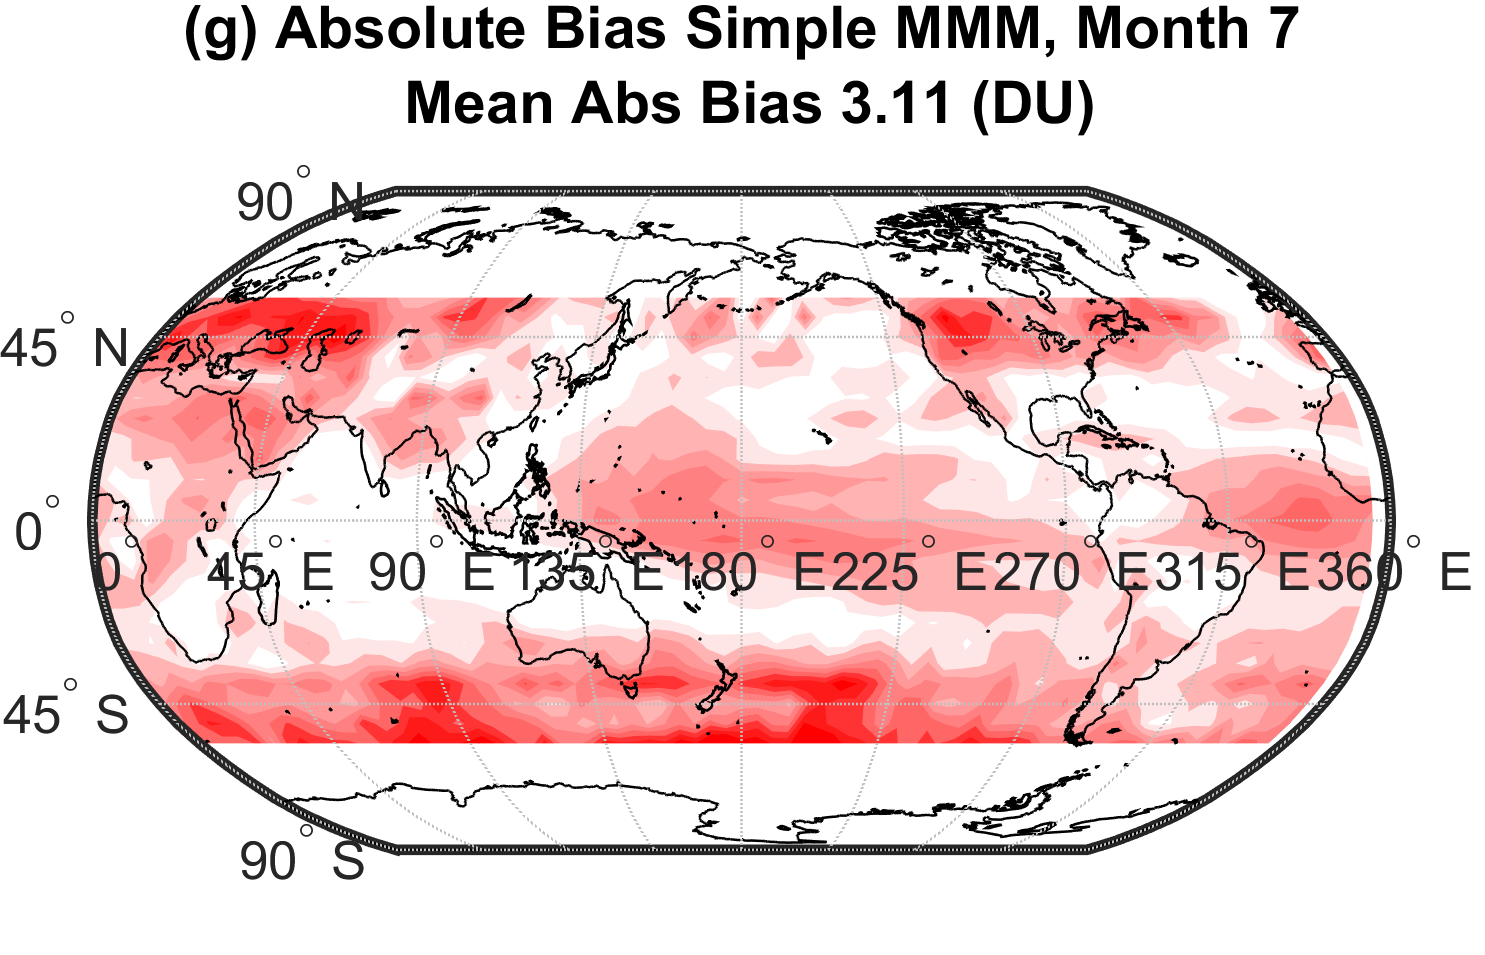 (g) Absolute Bias Simple MMM, Month 7
Mean Abs Bias 3.11 (DU)
90° N
45° N
0°
0° 45° E 90° E 135° E 180° E 225° E 270° E 315° E 360° E
45° S
90° S